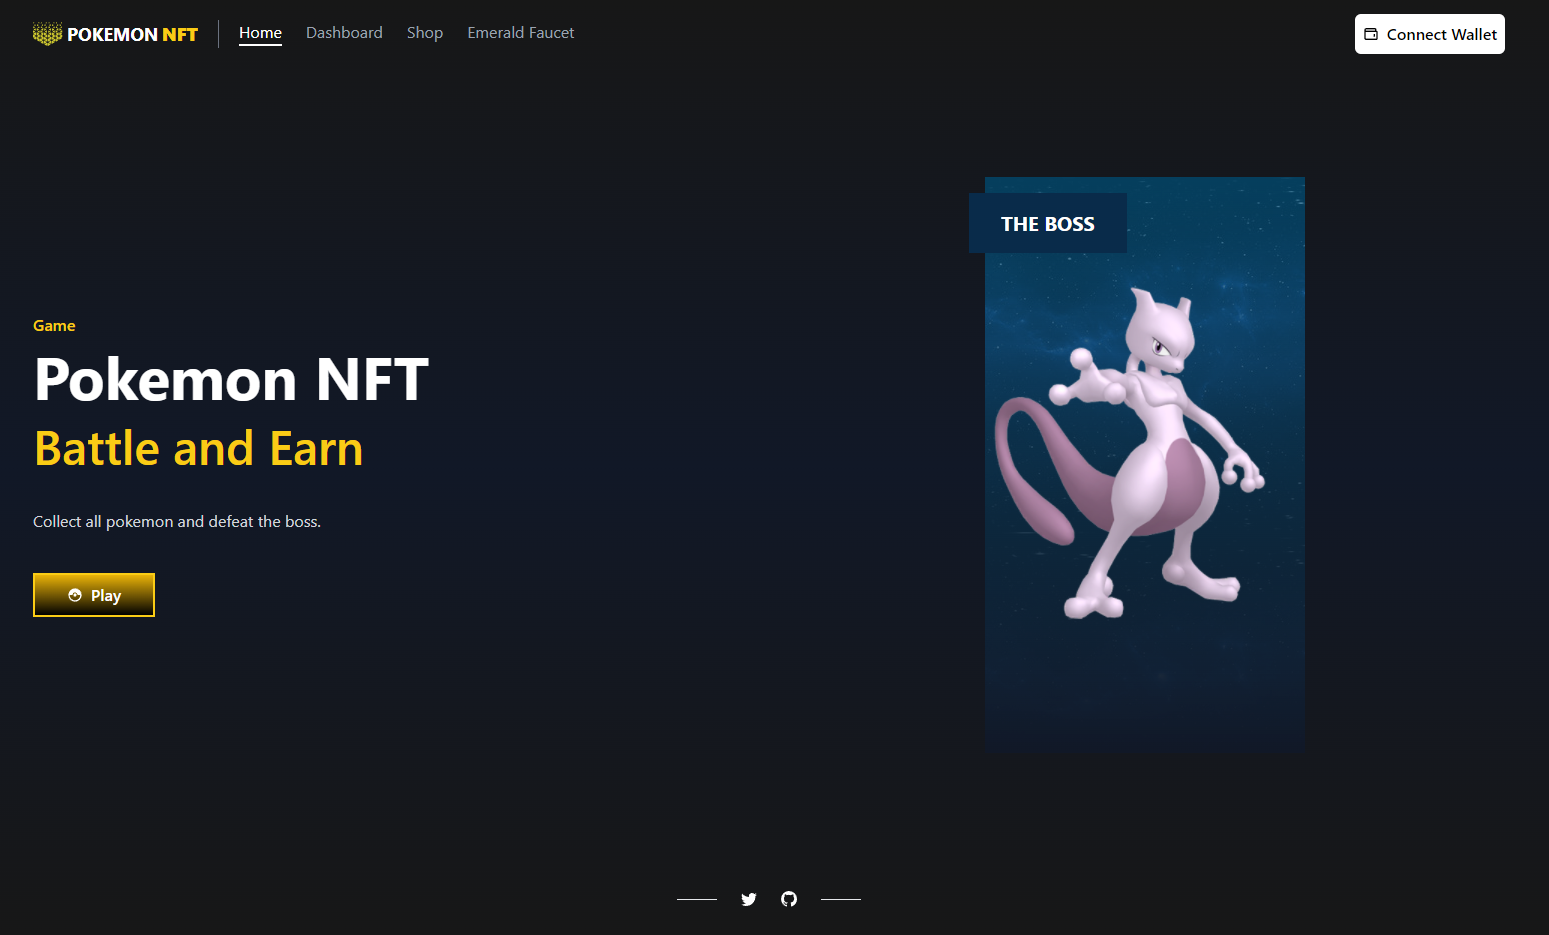 POKEMON NFT
Home
Dashboard
Shop
Emerald Faucet
Connect Wallet
THE BOSS
Game
Pokemon NFT
Battle and Earn
Collect all pokemon and defeat the boss.
Play